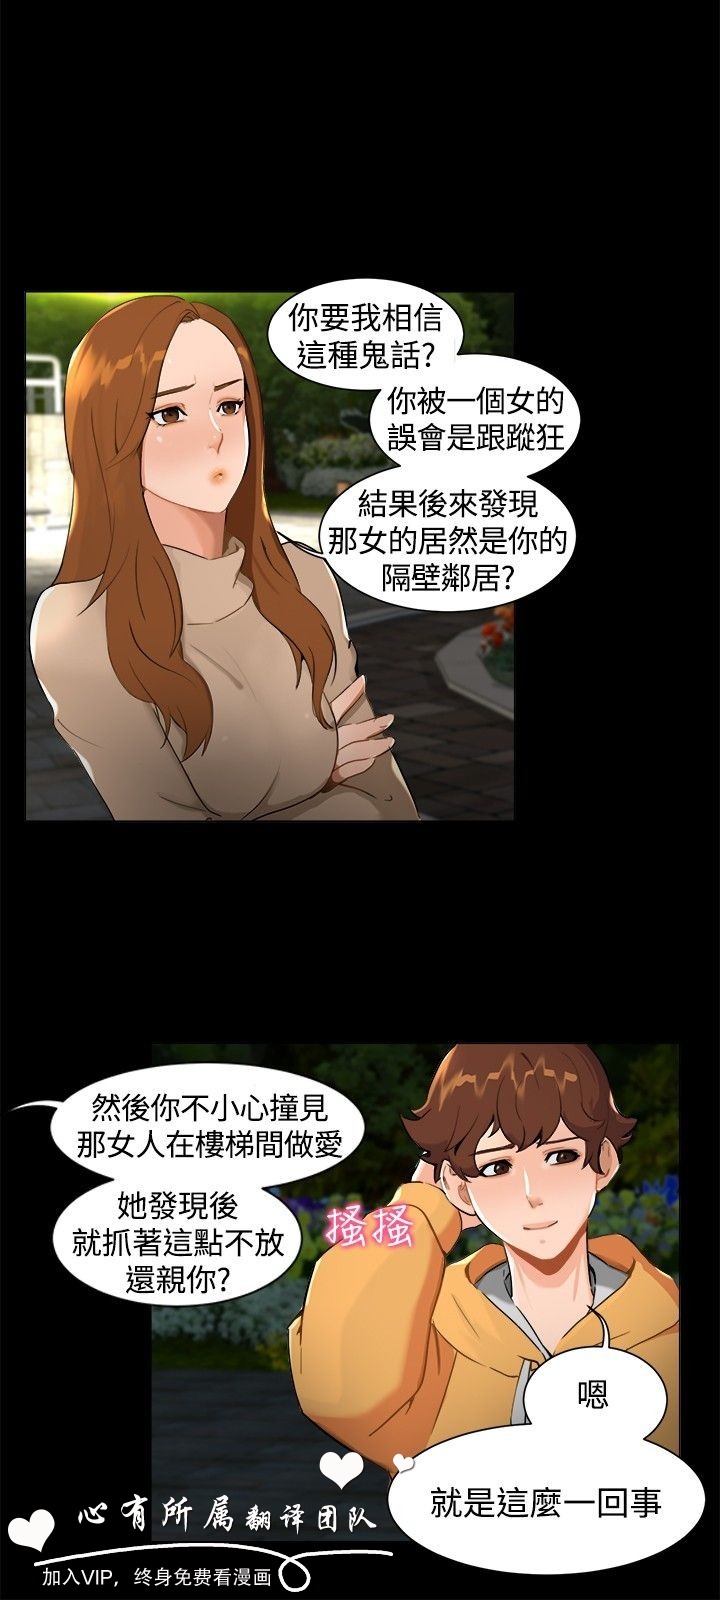 你要我相信
這種鬼話?
你被一個女的
誤會是跟蹤狂
結果後來發現
那女的居然是你的
隔壁鄰居?
然後你不小心撞見
那女人在樓梯間做愛
她發現後
就抓著這點不放
還親你?
搔搔
嗯
就是這麼一回事
心有所属翻译团队
加入VIP，终身免费看漫画